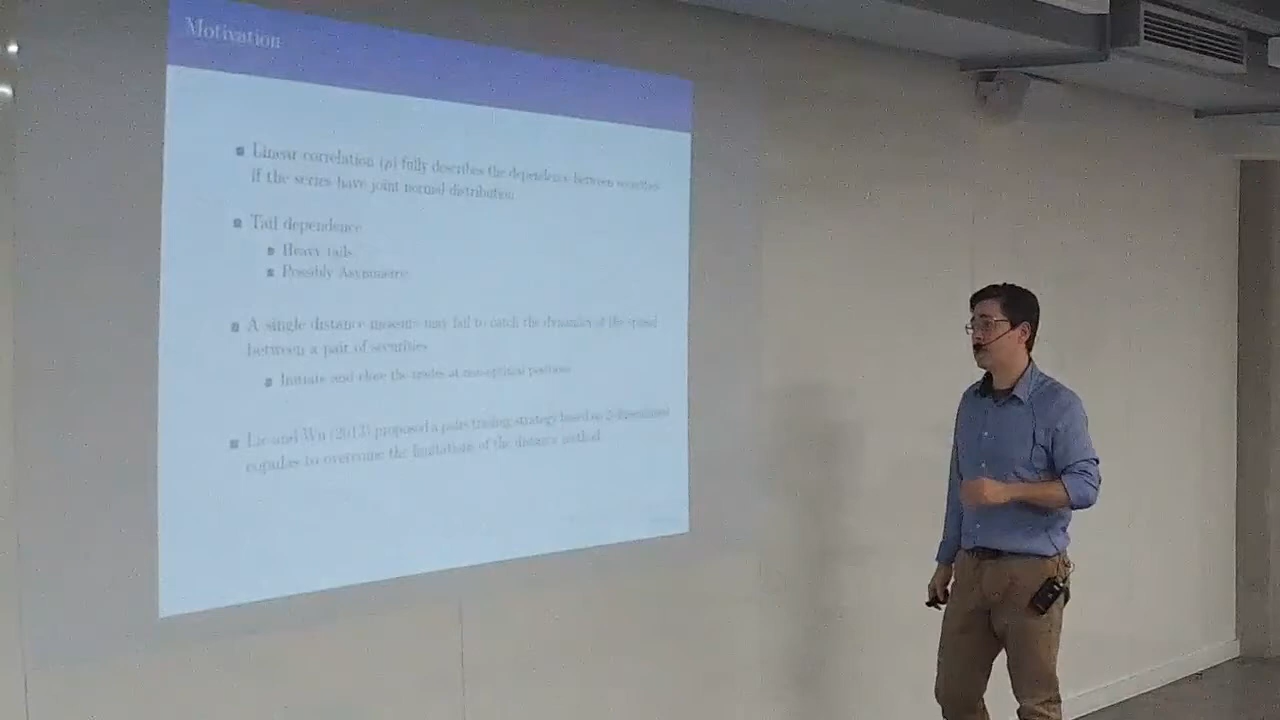 Motivation
Linear correlation (ρ) fully describes the dependence between securities
if the series have joint normal distribution
Tail dependence
Heavy tails
Possibly Asymmetric
A single distance measure may fail to catch the dynamics of the spread
between a pair of securities
Initiate and close the trades at non-optimal positions
Lie and Wu (2013) proposed a pairs trading strategy based on 2-dimensional
copulas to overcome the limitations of the distance method